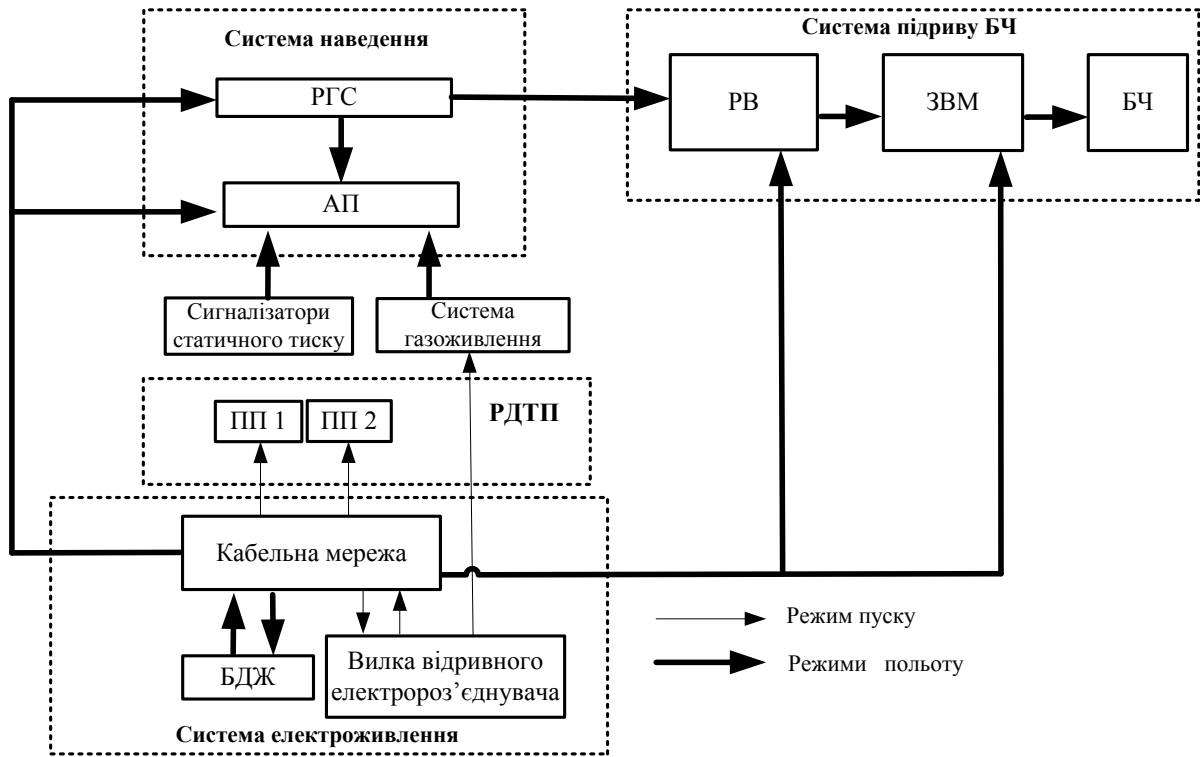 Система наведення
РГС
АП
Сигналізатори
статичного тиску
Система
газоживлення
Система підриву БЧ
РВ
ЗВМ
БЧ
РДТП
ПП 1
ПП 2
Кабельна мережа
БДЖ
Вилка відривного
електророз’єднувача
Система електроживлення
Режим пуску
Режими польоту